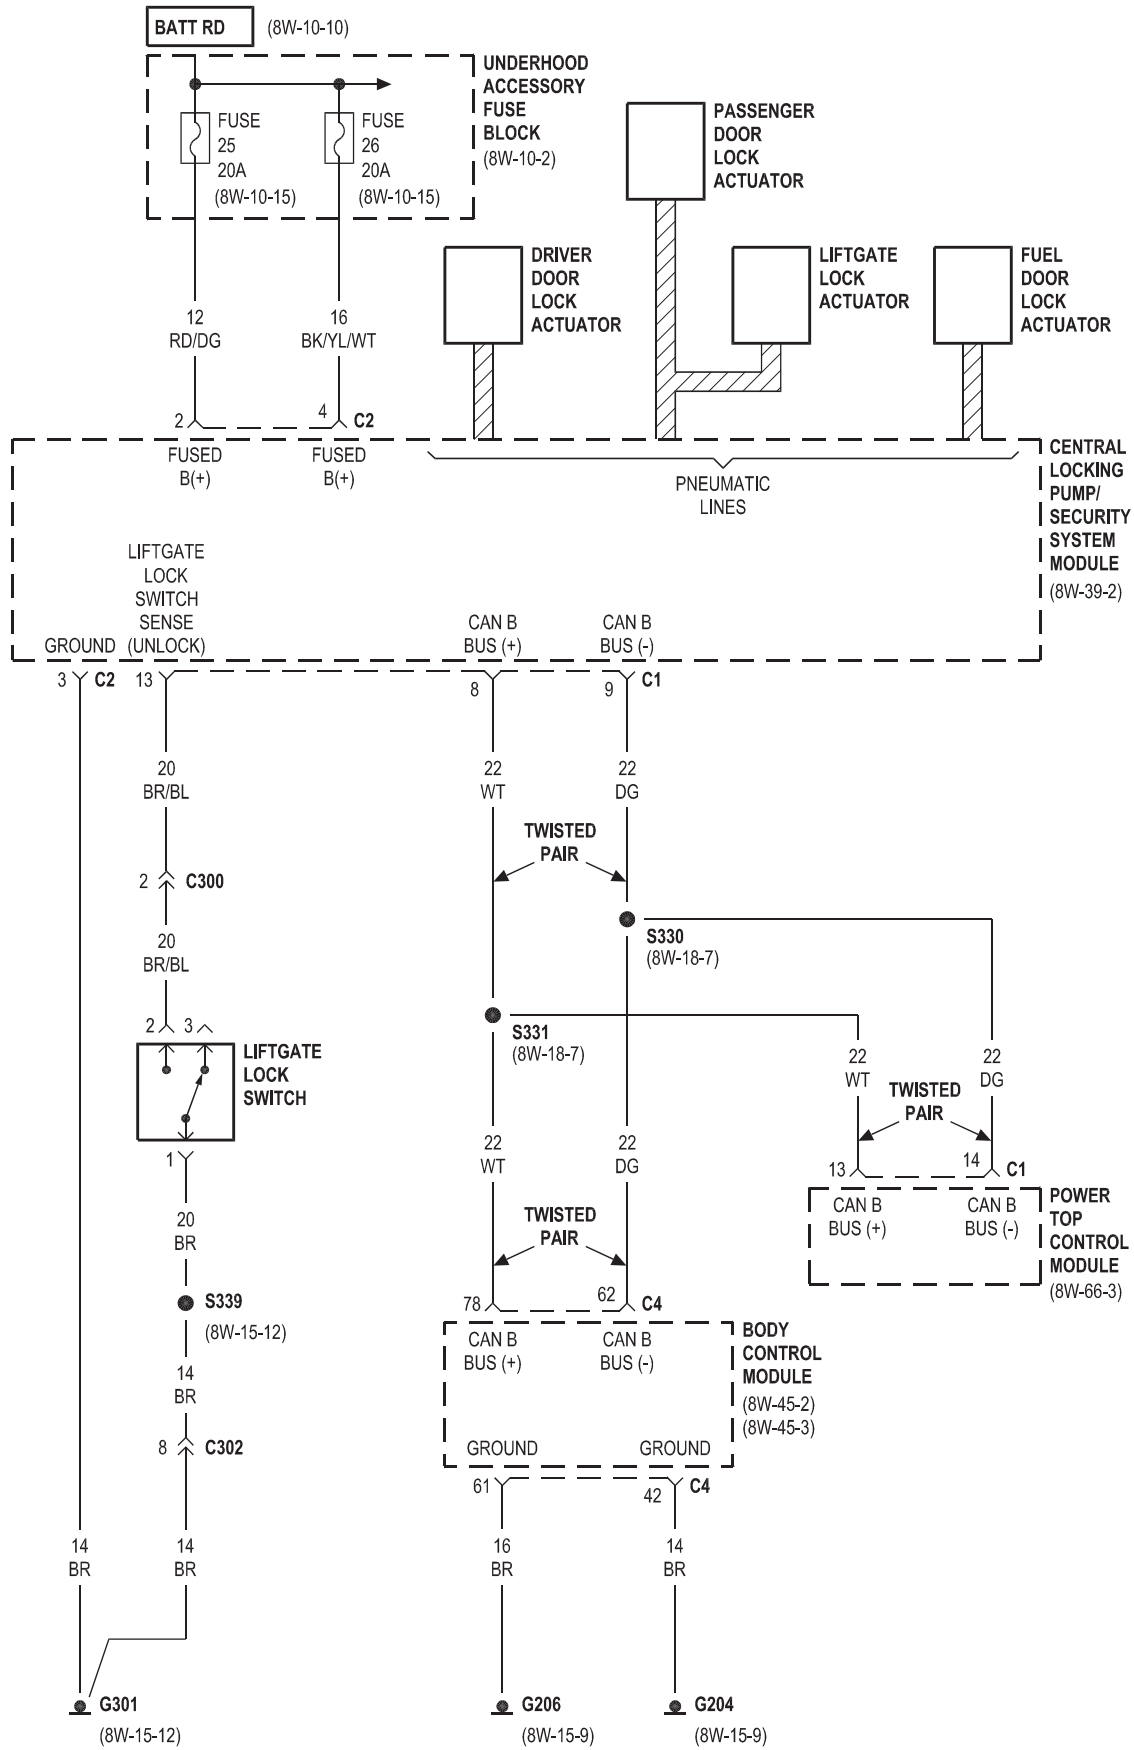 BATT RD
(8W-10-10)
UNDERHOOD
ACCESSORY
FUSE
BLOCK
(8W-10-2)
FUSE
25
20A
(8W-10-15)
FUSE
26
20A
(8W-10-15)
PASSENGER
DOOR
LOCK
ACTUATOR
DRIVER
DOOR
LOCK
ACTUATOR
LIFTGATE
LOCK
ACTUATOR
FUEL
DOOR
LOCK
ACTUATOR
12
RD/DG
16
BK/YL/WT
2
4
C2
FUSED
B(+)
FUSED
B(+)
PNEUMATIC
LINES
CENTRAL
LOCKING
PUMP/
SECURITY
SYSTEM
MODULE
(8W-39-2)
GROUND
LIFTGATE
LOCK
SWITCH
SENSE
(UNLOCK)
CAN B
BUS (+)
CAN B
BUS (-)
3
C2
13
8
9
C1
20
BR/BL
22
WT
22
DG
TWISTED
PAIR
2
C300
S330
(8W-18-7)
20
BR/BL
S331
(8W-18-7)
2
3
LIFTGATE
LOCK
SWITCH
22
WT
22
DG
TWISTED
PAIR
22
WT
22
DG
1
13
14
C1
CAN B
BUS (+)
CAN B
BUS (-)
POWER
TOP
CONTROL
MODULE
(8W-66-3)
20
BR
TWISTED
PAIR
S339
(8W-15-12)
78
62
C4
CAN B
BUS (+)
CAN B
BUS (-)
BODY
CONTROL
MODULE
(8W-45-2)
(8W-45-3)
14
BR
8
C302
GROUND
GROUND
61
42
C4
14
BR
14
BR
16
BR
14
BR
G301
(8W-15-12)
G206
(8W-15-9)
G204
(8W-15-9)